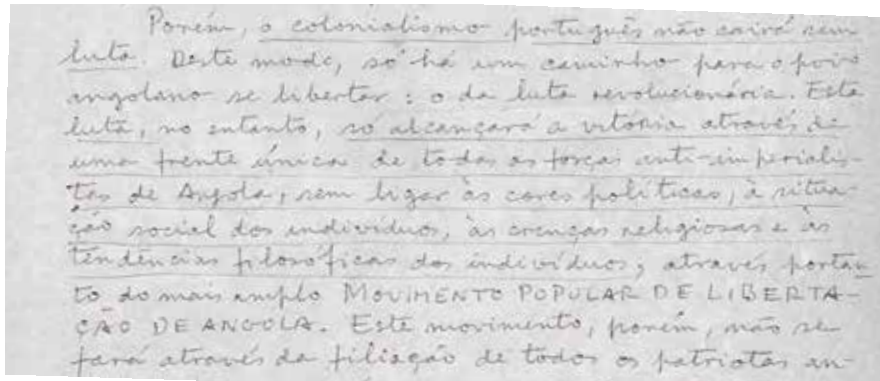 Porém, o colonialismo português não cairá sem
luta. Deste modo, só há um caminho para o povo
angolano se libertar: o da luta revolucionária. Esta
luta, no entanto, só alcançará a vitória através de
uma frente única de todas as forças anti-imperialis-
tas de Angola, sem ligar às cores políticas, à situa-
ção social dos indivíduos, às crenças religiosas e às
tendências filosóficas dos indivíduos, através portan-
to do mais amplo MOVIMENTO POPULAR DE LIBERTA-
ÇÃO DE ANGOLA. Este movimento, porém, não se
fará através da filiação de todos os patriotas an-